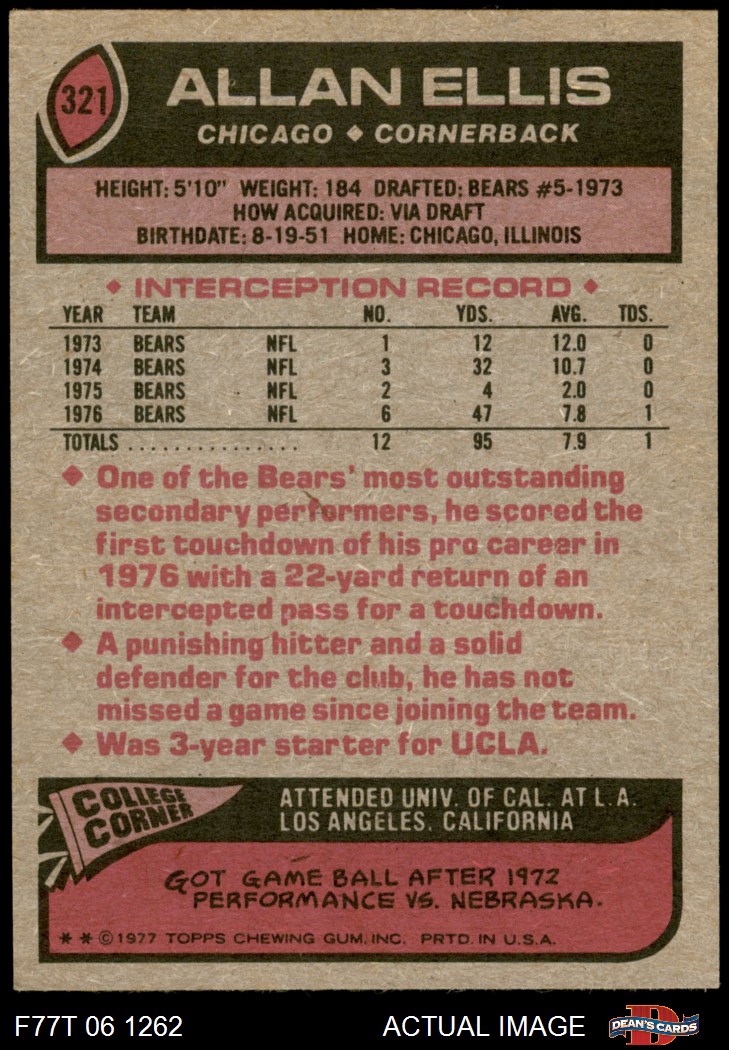 321
ALLAN ELLIS
CHICAGO ◆ CORNERBACK
HEIGHT: 5'10" WEIGHT: 184 DRAFTED: BEARS #5-1973
HOW ACQUIRED: VIA DRAFT
BIRTHDATE: 8-19-51 HOME: CHICAGO, ILLINOIS
◆ INTERCEPTION RECORD ◆
YEAR TEAM NO. YDS. AVG. TDS.
1973 BEARS NFL 1 12 12.0 0
1974 BEARS NFL 3 32 10.7 0
1975 BEARS NFL 2 4 2.0 0
1976 BEARS NFL 6 47 7.8 1
TOTALS ................ 12 95 7.9 1
◆ One of the Bears' most outstanding
secondary performers, he scored the
first touchdown of his pro career in
1976 with a 22-yard return of an
intercepted pass for a touchdown.
◆ A punishing hitter and a solid
defender for the club, he has not
missed a game since joining the team.
◆ Was 3-year starter for UCLA.
COLLEGE
CORNER
ATTENDED UNIV. OF CAL. AT L.A.
LOS ANGELES, CALIFORNIA
GOT GAME BALL AFTER 1972
PERFORMANCE VS. NEBRASKA.
* * © 1977 TOPPS CHEWING GUM, INC. PRTD. IN U.S.A.
F77T 06 1262 ACTUAL IMAGE DEAN'S CARDS